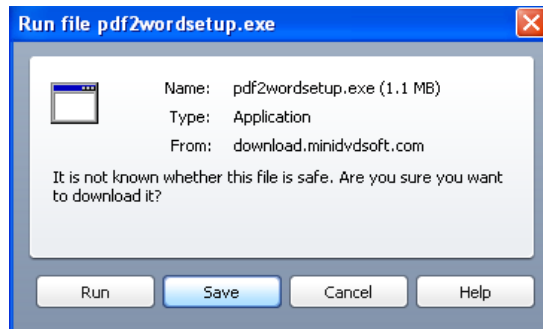 Run file pdf2wordsetup.exe
Name: pdf2wordsetup.exe (1.1 MB)
Type: Application
From: download.minidvdsoft.com
It is not known whether this file is safe. Are you sure you want
to download it?
Run Save Cancel Help